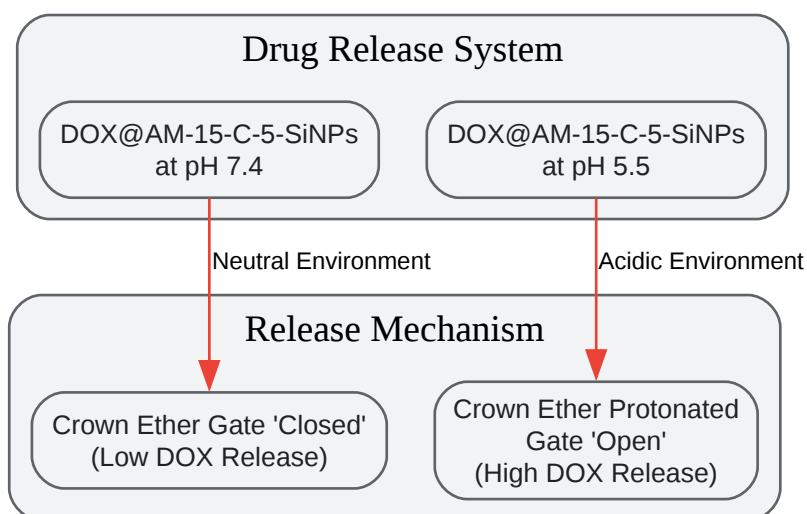 Drug Release System
DOX@AM-15-C-5-SiNPs
at pH 7.4
DOX@AM-15-C-5-SiNPs
at pH 5.5
Neutral Environment
Acidic Environment
Release Mechanism
Crown Ether Gate 'Closed'
(Low DOX Release)
Crown Ether Protonated
Gate 'Open'
(High DOX Release)